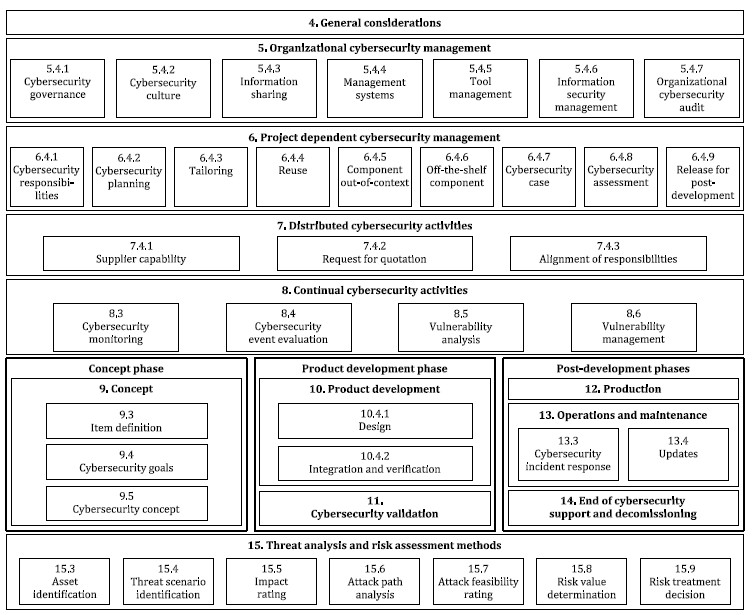 4. General considerations
5. Organizational cybersecurity management
5.4.1
Cybersecurity
governance
5.4.2
Cybersecurity
culture
5.4.3
Information
sharing
5.4.4
Management
systems
5.4.5
Tool
management
5.4.6
Information
security
management
5.4.7
Organizational
cybersecurity
audit
6. Project dependent cybersecurity management
6.4.1
Cybersecurity
responsibi-
lities
6.4.2
Cybersecurity
planning
6.4.3
Tailoring
6.4.4
Reuse
6.4.5
Component
out-of-context
6.4.6
Off-the-shelf
component
6.4.7
Cybersecurity
case
6.4.8
Cybersecurity
assessment
6.4.9
Release for
post-
development
7. Distributed cybersecurity activities
7.4.1
Supplier capability
7.4.2
Request for quotation
7.4.3
Alignment of responsibilities
8. Continual cybersecurity activities
8.3
Cybersecurity
monitoring
8.4
Cybersecurity
event evaluation
8.5
Vulnerability
analysis
8.6
Vulnerability
management
Concept phase
9. Concept
9.3
Item definition
9.4
Cybersecurity goals
9.5
Cybersecurity concept
Product development phase
10. Product development
10.4.1
Design
10.4.2
Integration and verification
11.
Cybersecurity validation
Post-development phases
12. Production
13. Operations and maintenance
13.3
Cybersecurity
incident response
13.4
Updates
14. End of cybersecurity
support and decomissioning
15. Threat analysis and risk assessment methods
15.3
Asset
identification
15.4
Threat scenario
identification
15.5
Impact
rating
15.6
Attack path
analysis
15.7
Attack feasibility
rating
15.8
Risk value
determination
15.9
Risk treatment
decision